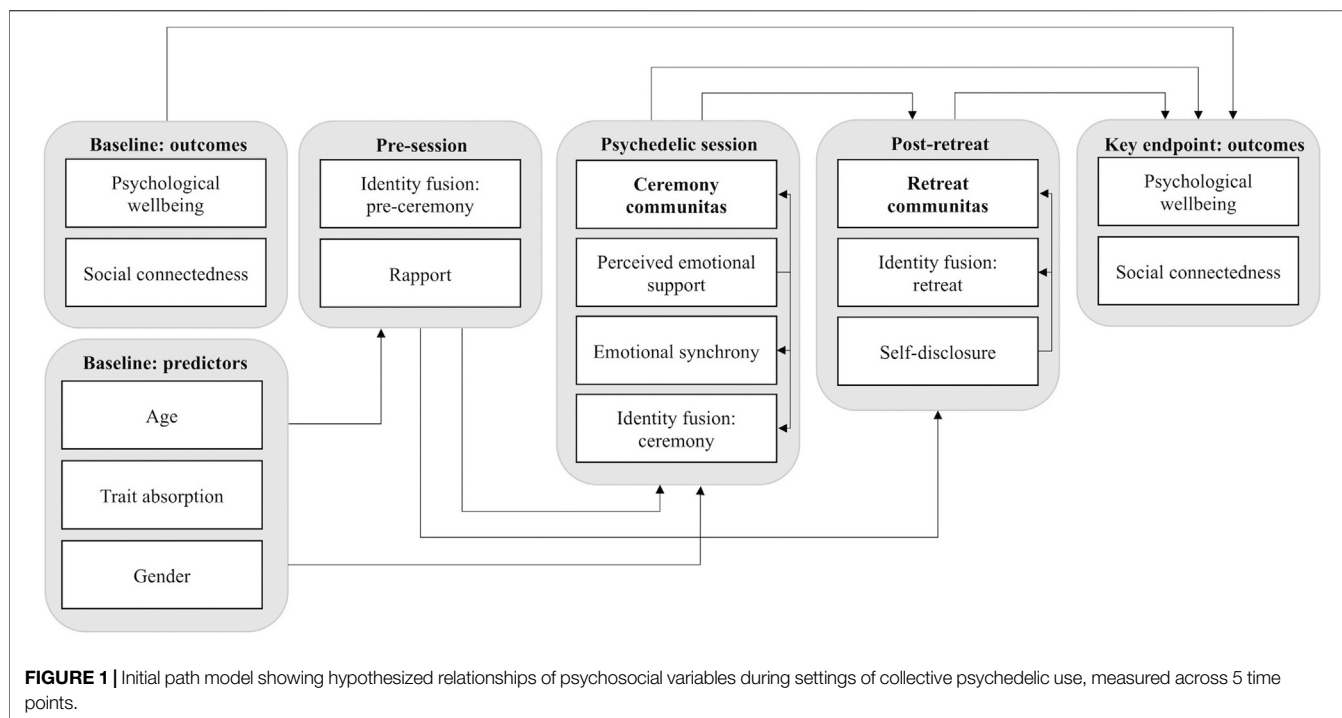 Baseline: outcomes
Psychological
wellbeing
Social connectedness
Baseline: predictors
Age
Trait absorption
Gender
Pre-session
Identity fusion:
pre-ceremony
Rapport
Psychedelic session
Ceremony
communitas
Perceived emotional
support
Emotional synchrony
Identity fusion:
ceremony
Post-retreat
Retreat
communitas
Identity fusion:
retreat
Self-disclosure
Key endpoint: outcomes
Psychological
wellbeing
Social connectedness
FIGURE 1 | Initial path model showing hypothesized relationships of psychosocial variables during settings of collective psychedelic use, measured across 5 time
points.